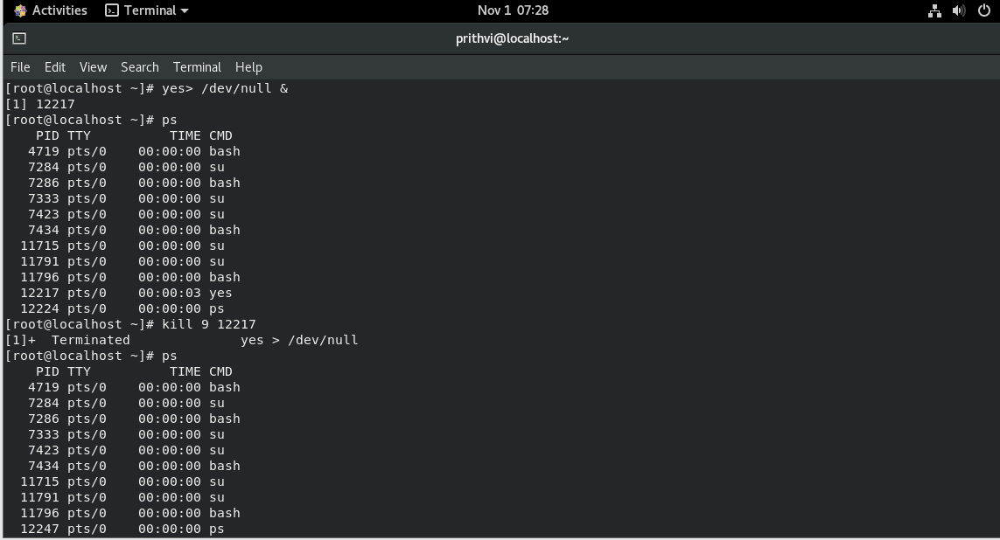 Activities Terminal Nov 1 07:28
prithvi@localhost:~
File Edit View Search Terminal Help
[root@localhost ~]# yes> /dev/null &
[1] 12217
[root@localhost ~]# ps
    PID TTY          TIME CMD
   4719 pts/0    00:00:00 bash
   7284 pts/0    00:00:00 su
   7286 pts/0    00:00:00 bash
   7333 pts/0    00:00:00 su
   7423 pts/0    00:00:00 su
   7434 pts/0    00:00:00 bash
  11715 pts/0    00:00:00 su
  11791 pts/0    00:00:00 su
  11796 pts/0    00:00:00 bash
  12217 pts/0    00:00:03 yes
  12224 pts/0    00:00:00 ps
[root@localhost ~]# kill 9 12217
[1]+  Terminated              yes > /dev/null
[root@localhost ~]# ps
    PID TTY          TIME CMD
   4719 pts/0    00:00:00 bash
   7284 pts/0    00:00:00 su
   7286 pts/0    00:00:00 bash
   7333 pts/0    00:00:00 su
   7423 pts/0    00:00:00 su
   7434 pts/0    00:00:00 bash
  11715 pts/0    00:00:00 su
  11791 pts/0    00:00:00 su
  11796 pts/0    00:00:00 bash
  12247 pts/0    00:00:00 ps